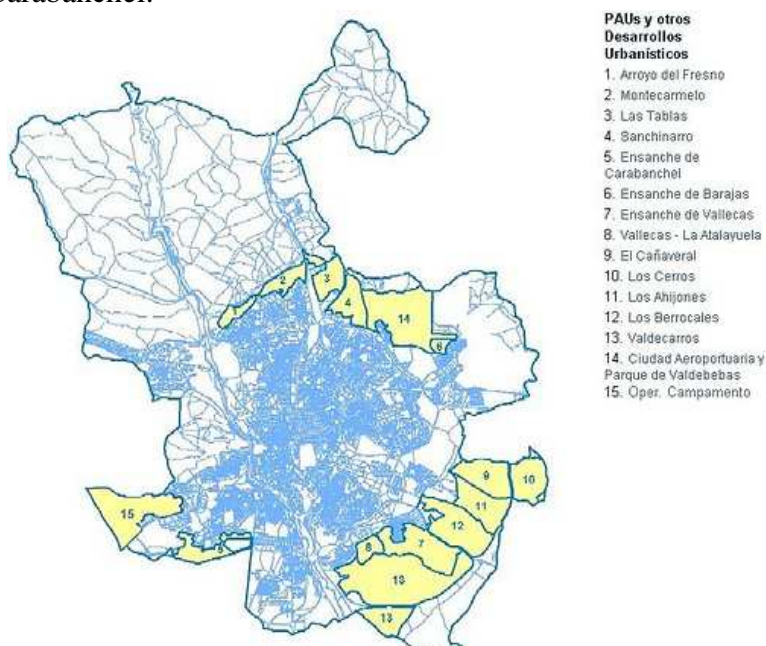 PAUs y otros
Desarrollos
Urbanísticos
1. Arroyo del Fresno
2. Montecarmelo
3. Las Tablas
4. Sanchinarro
5. Ensanche de
Carabanchel
6. Ensanche de Barajas
7. Ensanche de Vallecas
8. Vallecas - La Atalayuela
9. El Cañaveral
10. Los Cerros
11. Los Ahijones
12. Los Berrocales
13. Valdecarros
14. Ciudad Aeroportuaria y
Parque de Valdebebas
15. Oper. Campamento
1
2
3
4
14
6
9
10
11
12
15
5
8
7
13
13